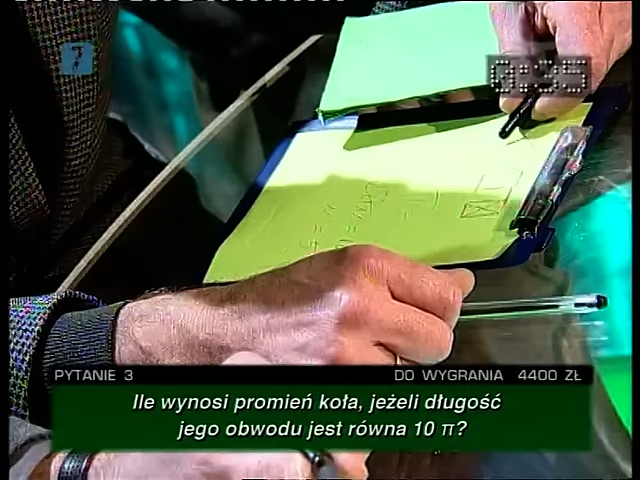 7
0:35
PYTANIE 3
DO WYGRANIA 4400 ZŁ
Ile wynosi promień koła, jeżeli długość
jego obwodu jest równa 10 π?